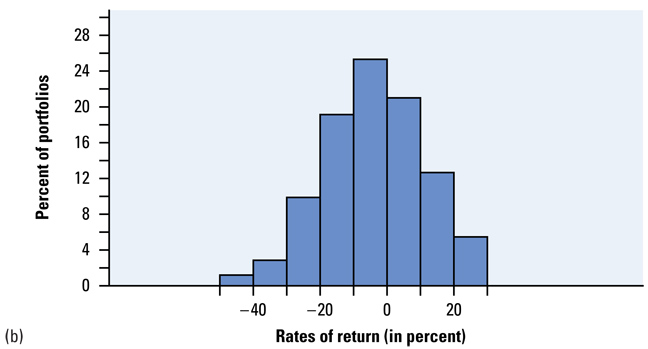 Percent of portfolios
28
24
20
16
12
8
4
0
−40 −20 0 20
(b)
Rates of return (in percent)